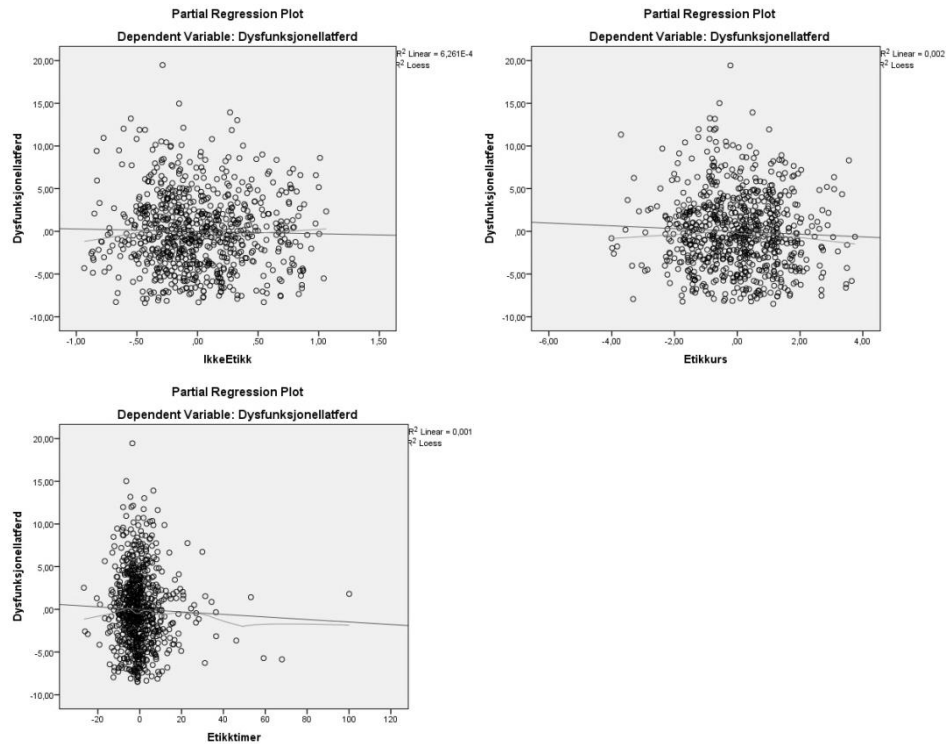 Partial Regression Plot
Dependent Variable: Dysfunksjonellatferd
R² Linear = 6,261E-4
R² Loess
20,00
15,00
10,00
5,00
,00
-5,00
-10,00
Dysfunksjonellatferd
-1,00 -,50 ,00 ,50 1,00 1,50
IkkeEtikk
Partial Regression Plot
Dependent Variable: Dysfunksjonellatferd
R² Linear = 0,002
R² Loess
20,00
15,00
10,00
5,00
,00
-5,00
-10,00
Dysfunksjonellatferd
-6,00 -4,00 -2,00 ,00 2,00 4,00
Etikkurs
Partial Regression Plot
Dependent Variable: Dysfunksjonellatferd
R² Linear = 0,001
R² Loess
20,00
15,00
10,00
5,00
,00
-5,00
-10,00
Dysfunksjonellatferd
-20 0 20 40 60 80 100 120
Etikktimer